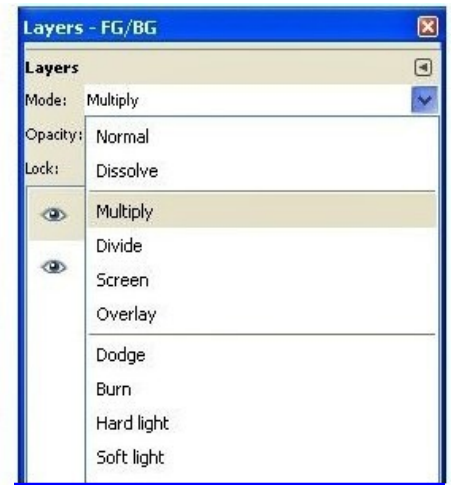 Layers - FG/BG
Layers
Mode: Multiply
Opacity:
Normal
Lock:
Dissolve
Multiply
Divide
Screen
Overlay
Dodge
Burn
Hard light
Soft light